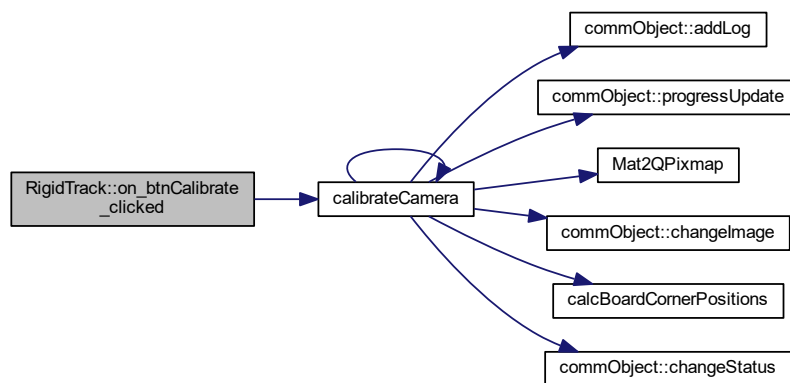 RigidTrack::on_btnCalibrate
_clicked
calibrateCamera
commObject::addLog
commObject::progressUpdate
Mat2QPixmap
commObject::changeImage
calcBoardCornerPositions
commObject::changeStatus